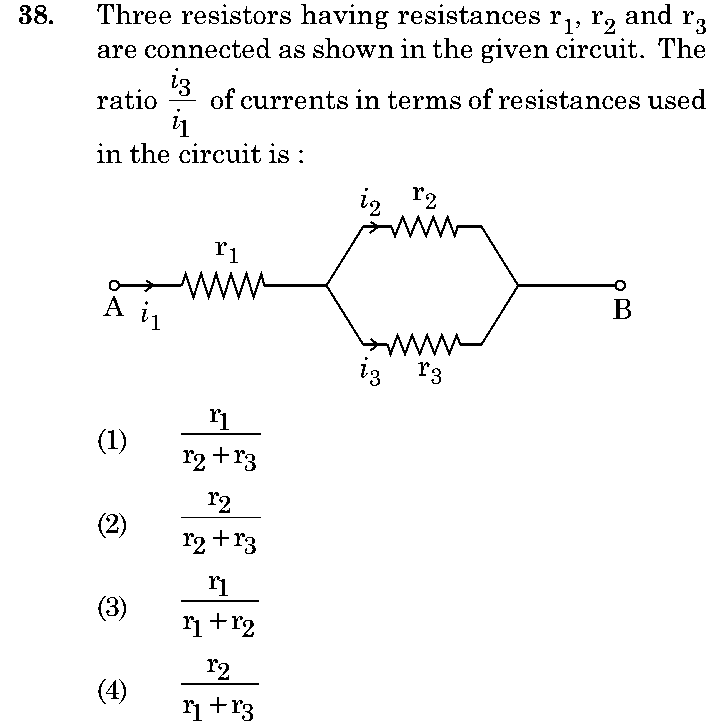 38. Three resistors having resistances r₁, r₂ and r₃
are connected as shown in the given circuit. The
ratio i₃/i₁ of currents in terms of resistances used
in the circuit is :
i₂ r₂
r₁
A i₁
B
i₃ r₃
(1) r₁/(r₂ + r₃)
(2) r₂/(r₂ + r₃)
(3) r₁/(r₁ + r₂)
(4) r₂/(r₁ + r₃)